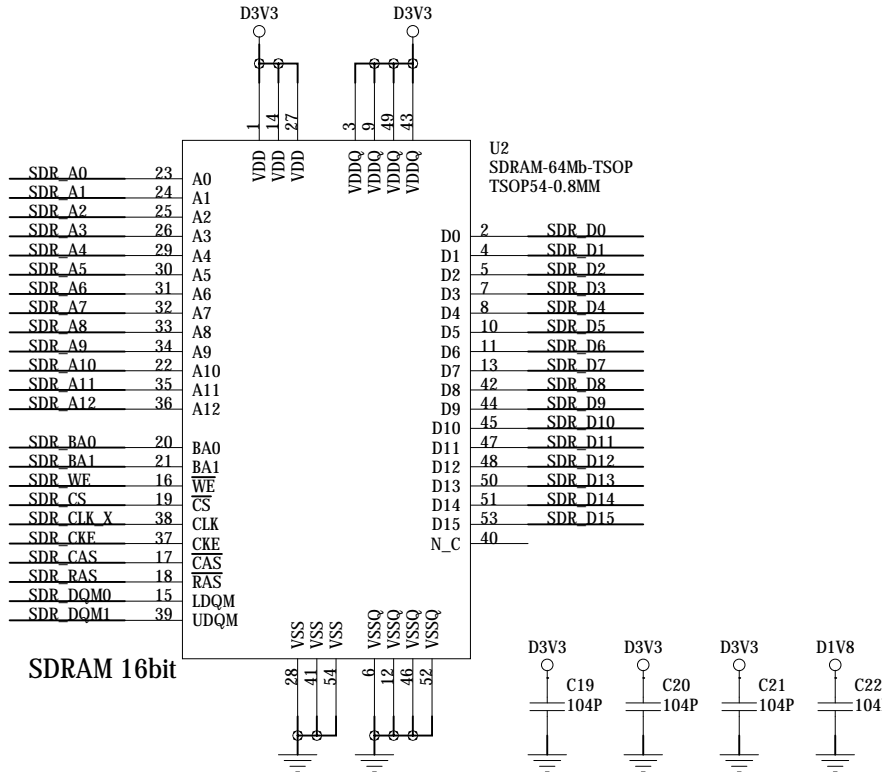 D3V3 D3V3
1 14 27 3 9 49 43
VDD VDD VDD VDDQ VDDQ VDDQ VDDQ
U2
SDRAM-64Mb-TSOP
TSOP54-0.8MM
SDR_A0 23 A0
SDR_A1 24 A1
SDR_A2 25 A2
SDR_A3 26 A3
SDR_A4 29 A4
SDR_A5 30 A5
SDR_A6 31 A6
SDR_A7 32 A7
SDR_A8 33 A8
SDR_A9 34 A9
SDR_A10 22 A10
SDR_A11 35 A11
SDR_A12 36 A12
SDR_BA0 20 BA0
SDR_BA1 21 BA1
SDR_WE 16 WE
SDR_CS 19 CS
SDR_CLK_X 38 CLK
SDR_CKE 37 CKE
SDR_CAS 17 CAS
SDR_RAS 18 RAS
SDR_DQM0 15 LDQM
SDR_DQM1 39 UDQM
D0 2 SDR_D0
D1 4 SDR_D1
D2 5 SDR_D2
D3 7 SDR_D3
D4 8 SDR_D4
D5 10 SDR_D5
D6 11 SDR_D6
D7 13 SDR_D7
D8 42 SDR_D8
D9 44 SDR_D9
D10 45 SDR_D10
D11 47 SDR_D11
D12 48 SDR_D12
D13 50 SDR_D13
D14 51 SDR_D14
D15 53 SDR_D15
N_C 40
VSS VSS VSS VSSQ VSSQ VSSQ VSSQ
28 41 54 6 12 46 52
SDRAM 16bit
D3V3 D3V3 D3V3 D1V8
C19 C20 C21 C22
104P 104P 104P 104